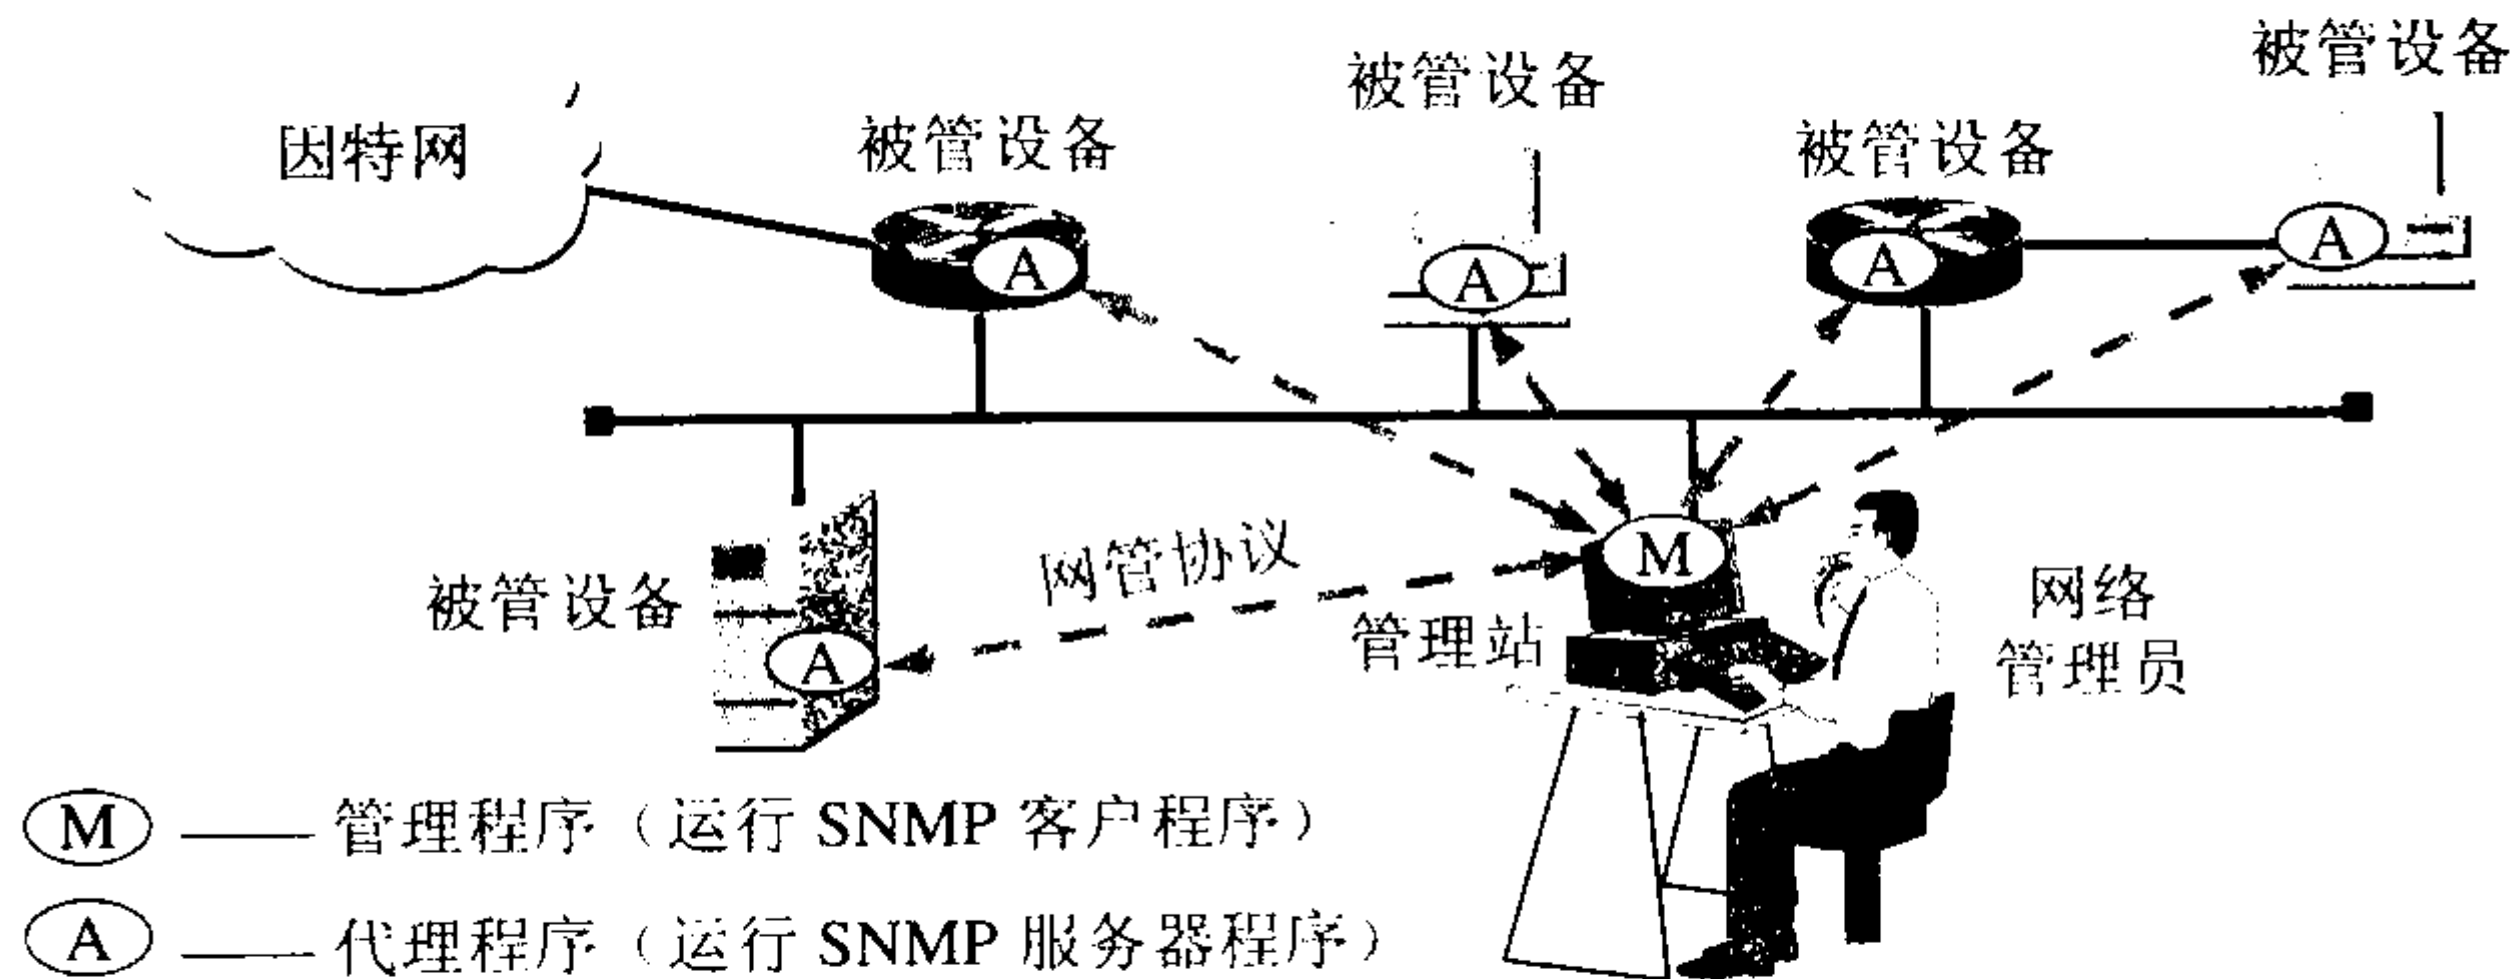 被管设备
被管设备
因特网
被管设备
被管设备
A
A
A
A
M
网管协议
被管设备
A
管理站
网络
管理员
M —— 管理程序（运行 SNMP 客户程序）
A —— 代理程序（运行 SNMP 服务器程序）